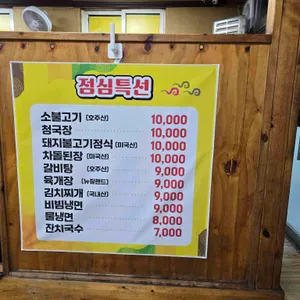 점심특선
소불고기 (호주산) 10,000
청국장 10,000
돼지불고기정식 (미국산) 10,000
차돌된장 (미국산) 10,000
갈비탕 (호주산) 9,000
육개장 (뉴질랜드) 9,000
김치찌개 (국내산) 9,000
비빔냉면 9,000
물냉면 8,000
잔치국수 7,000